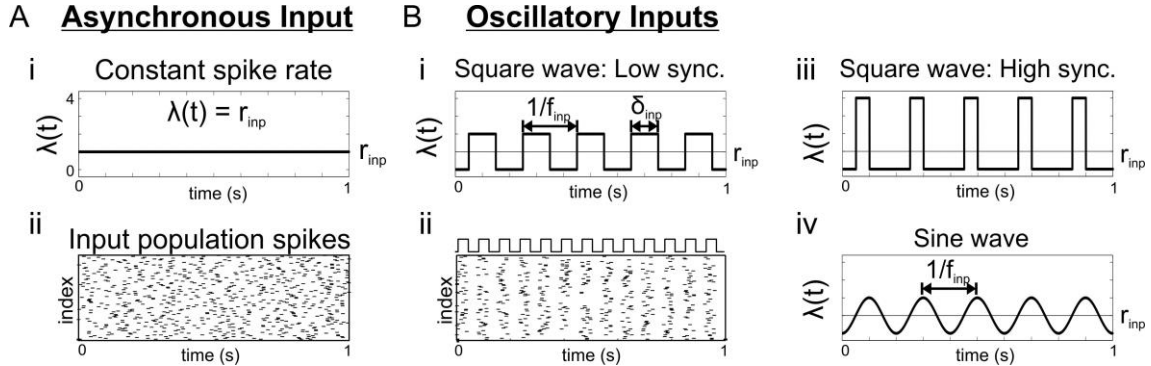 A Asynchronous Input
i Constant spike rate
4
λ(t) = r_inp
λ(t)
r_inp
0
0 time (s) 1
ii Input population spikes
index
0 time (s) 1
B Oscillatory Inputs
i Square wave: Low sync.
1/f_inp δ_inp
λ(t)
r_inp
0 time (s) 1
ii
index
0 time (s) 1
iii Square wave: High sync.
λ(t)
r_inp
0 time (s) 1
iv Sine wave
1/f_inp
λ(t)
r_inp
0 time (s) 1